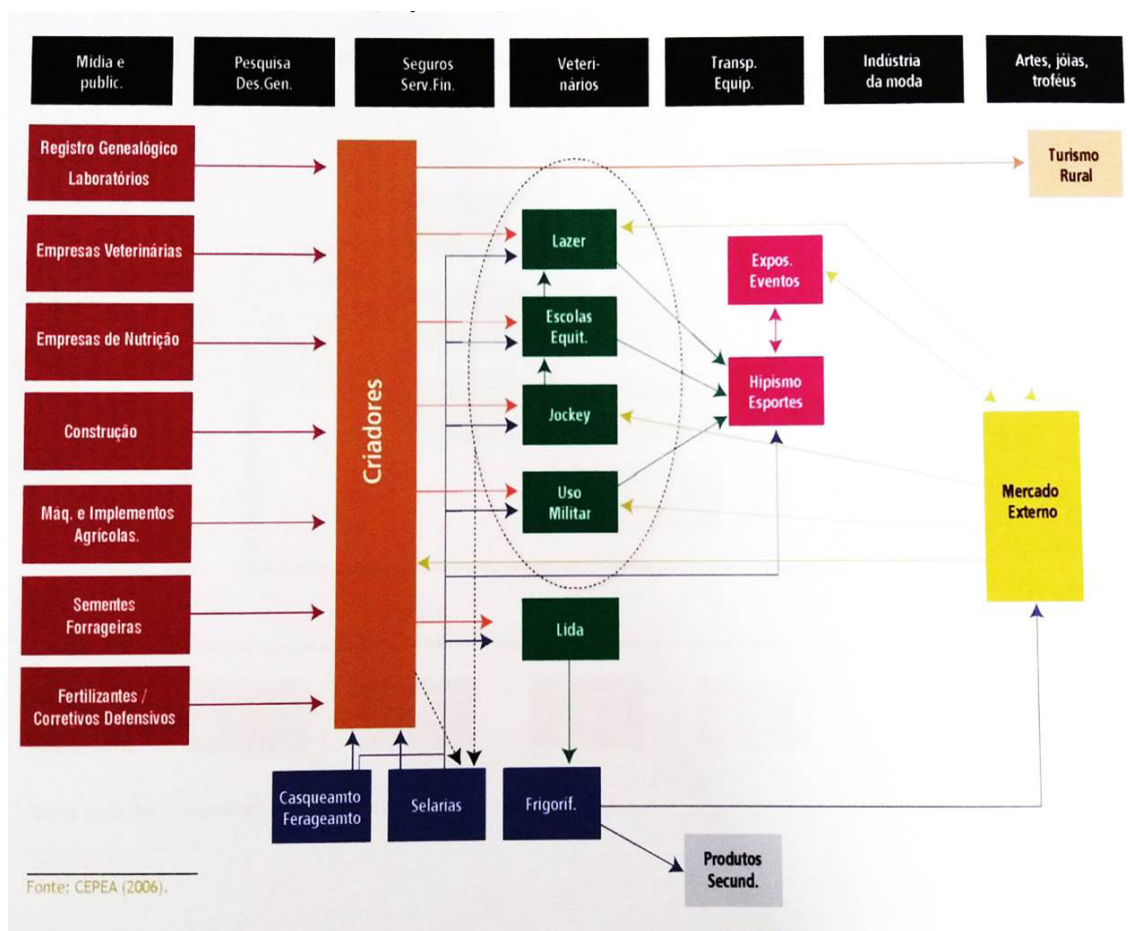 Mídia e
public.
Pesquisa
Des.Gen.
Seguros
Serv.Fin.
Veteri-
nários
Transp.
Equip.
Indústria
da moda
Artes, jóias,
troféus
Registro Genealógico
Laboratórios
Turismo
Rural
Empresas Veterinárias
Lazer
Expos.
Eventos
Empresas de Nutrição
Escolas
Equit.
Criadores
Hipismo
Esportes
Construção
Jockey
Máq. e Implementos
Agrícolas.
Uso
Militar
Mercado
Externo
Sementes
Forrageiras
Lida
Fertilizantes /
Corretivos Defensivos
Casqueamto
Ferageamto
Selarias
Frigoríf.
Produtos
Secund.
Fonte: CEPEA (2006).